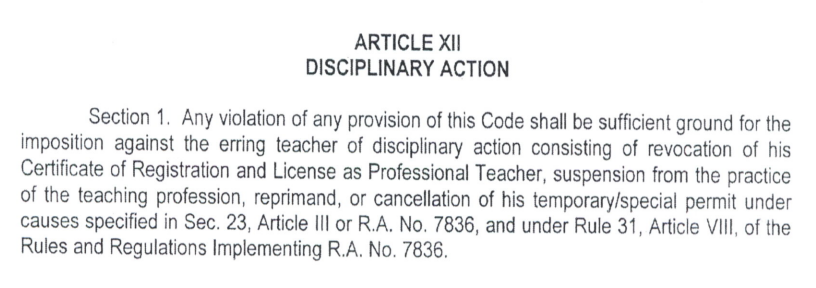 ARTICLE XII
DISCIPLINARY ACTION
Section 1. Any violation of any provision of this Code shall be sufficient ground for the
imposition against the erring teacher of disciplinary action consisting of revocation of his
Certificate of Registration and License as Professional Teacher, suspension from the practice
of the teaching profession, reprimand, or cancellation of his temporary/special permit under
causes specified in Sec. 23, Article III or R.A. No. 7836, and under Rule 31, Article VIII, of the
Rules and Regulations Implementing R.A. No. 7836.